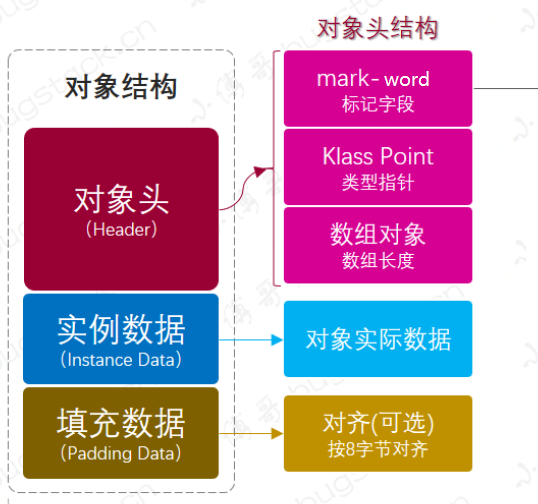 对象头结构
对象结构
mark-word
标记字段
Klass Point
类型指针
数组对象
数组长度
对象头
(Header)
实例数据
(Instance Data)
对象实际数据
填充数据
(Padding Data)
对齐(可选)
按8字节对齐